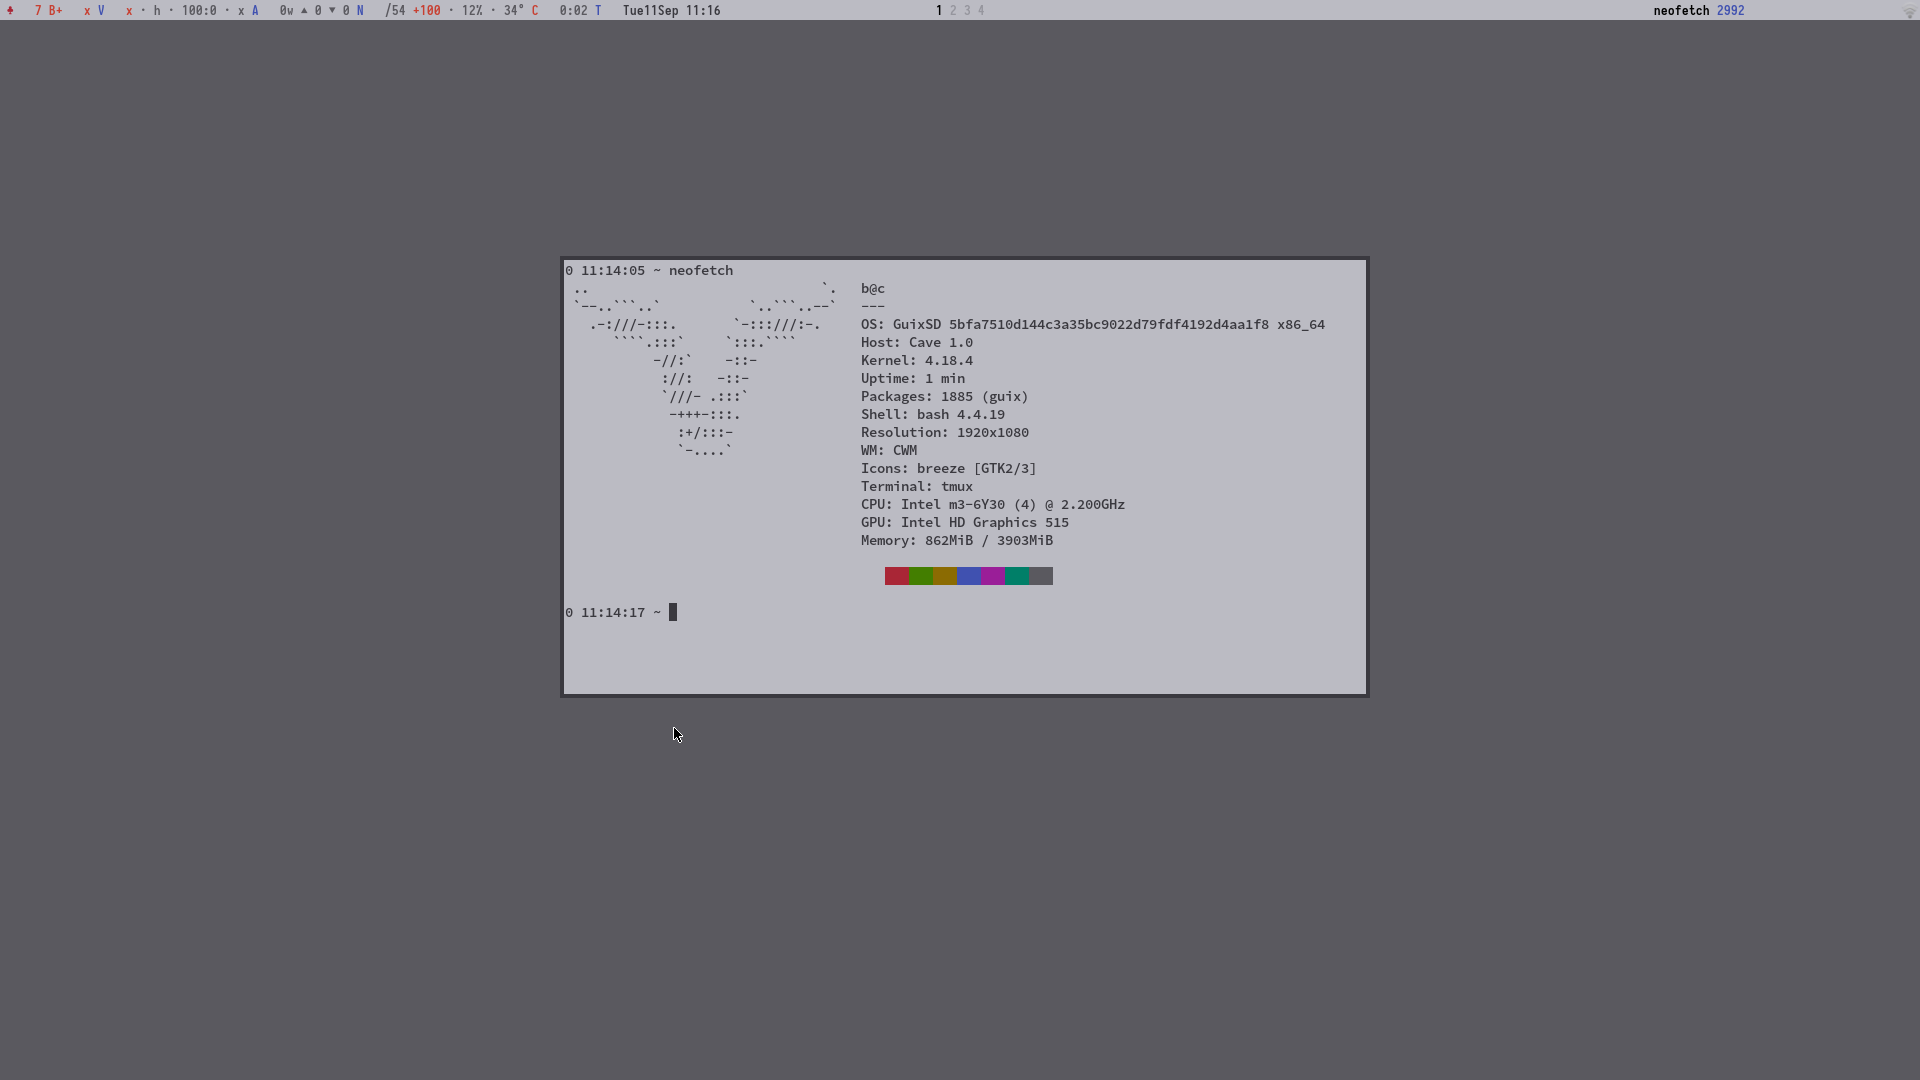 ♠ 7 B+ x V x · h · 100:0 · x A 0w ▲ 0 ▼ 0 N /54 +100 · 12% · 34° C 0:02 T Tue11Sep 11:16 1 2 3 4 neofetch 2992
0 11:14:05 ~ neofetch
 ..                             `.   b@c
 `--..```..`           `..```..--`   ---
   .-:///-:::.       `-:::///:-.     OS: GuixSD 5bfa7510d144c3a35bc9022d79fdf4192d4aa1f8 x86_64
      ````.:::`     `:::.````        Host: Cave 1.0
           -//:`    -::-             Kernel: 4.18.4
            ://:   -::-              Uptime: 1 min
            `///- .:::`              Packages: 1885 (guix)
             -+++-:::.               Shell: bash 4.4.19
              :+/:::-                Resolution: 1920x1080
              `-....`                WM: CWM
                                     Icons: breeze [GTK2/3]
                                     Terminal: tmux
                                     CPU: Intel m3-6Y30 (4) @ 2.200GHz
                                     GPU: Intel HD Graphics 515
                                     Memory: 862MiB / 3903MiB
0 11:14:17 ~